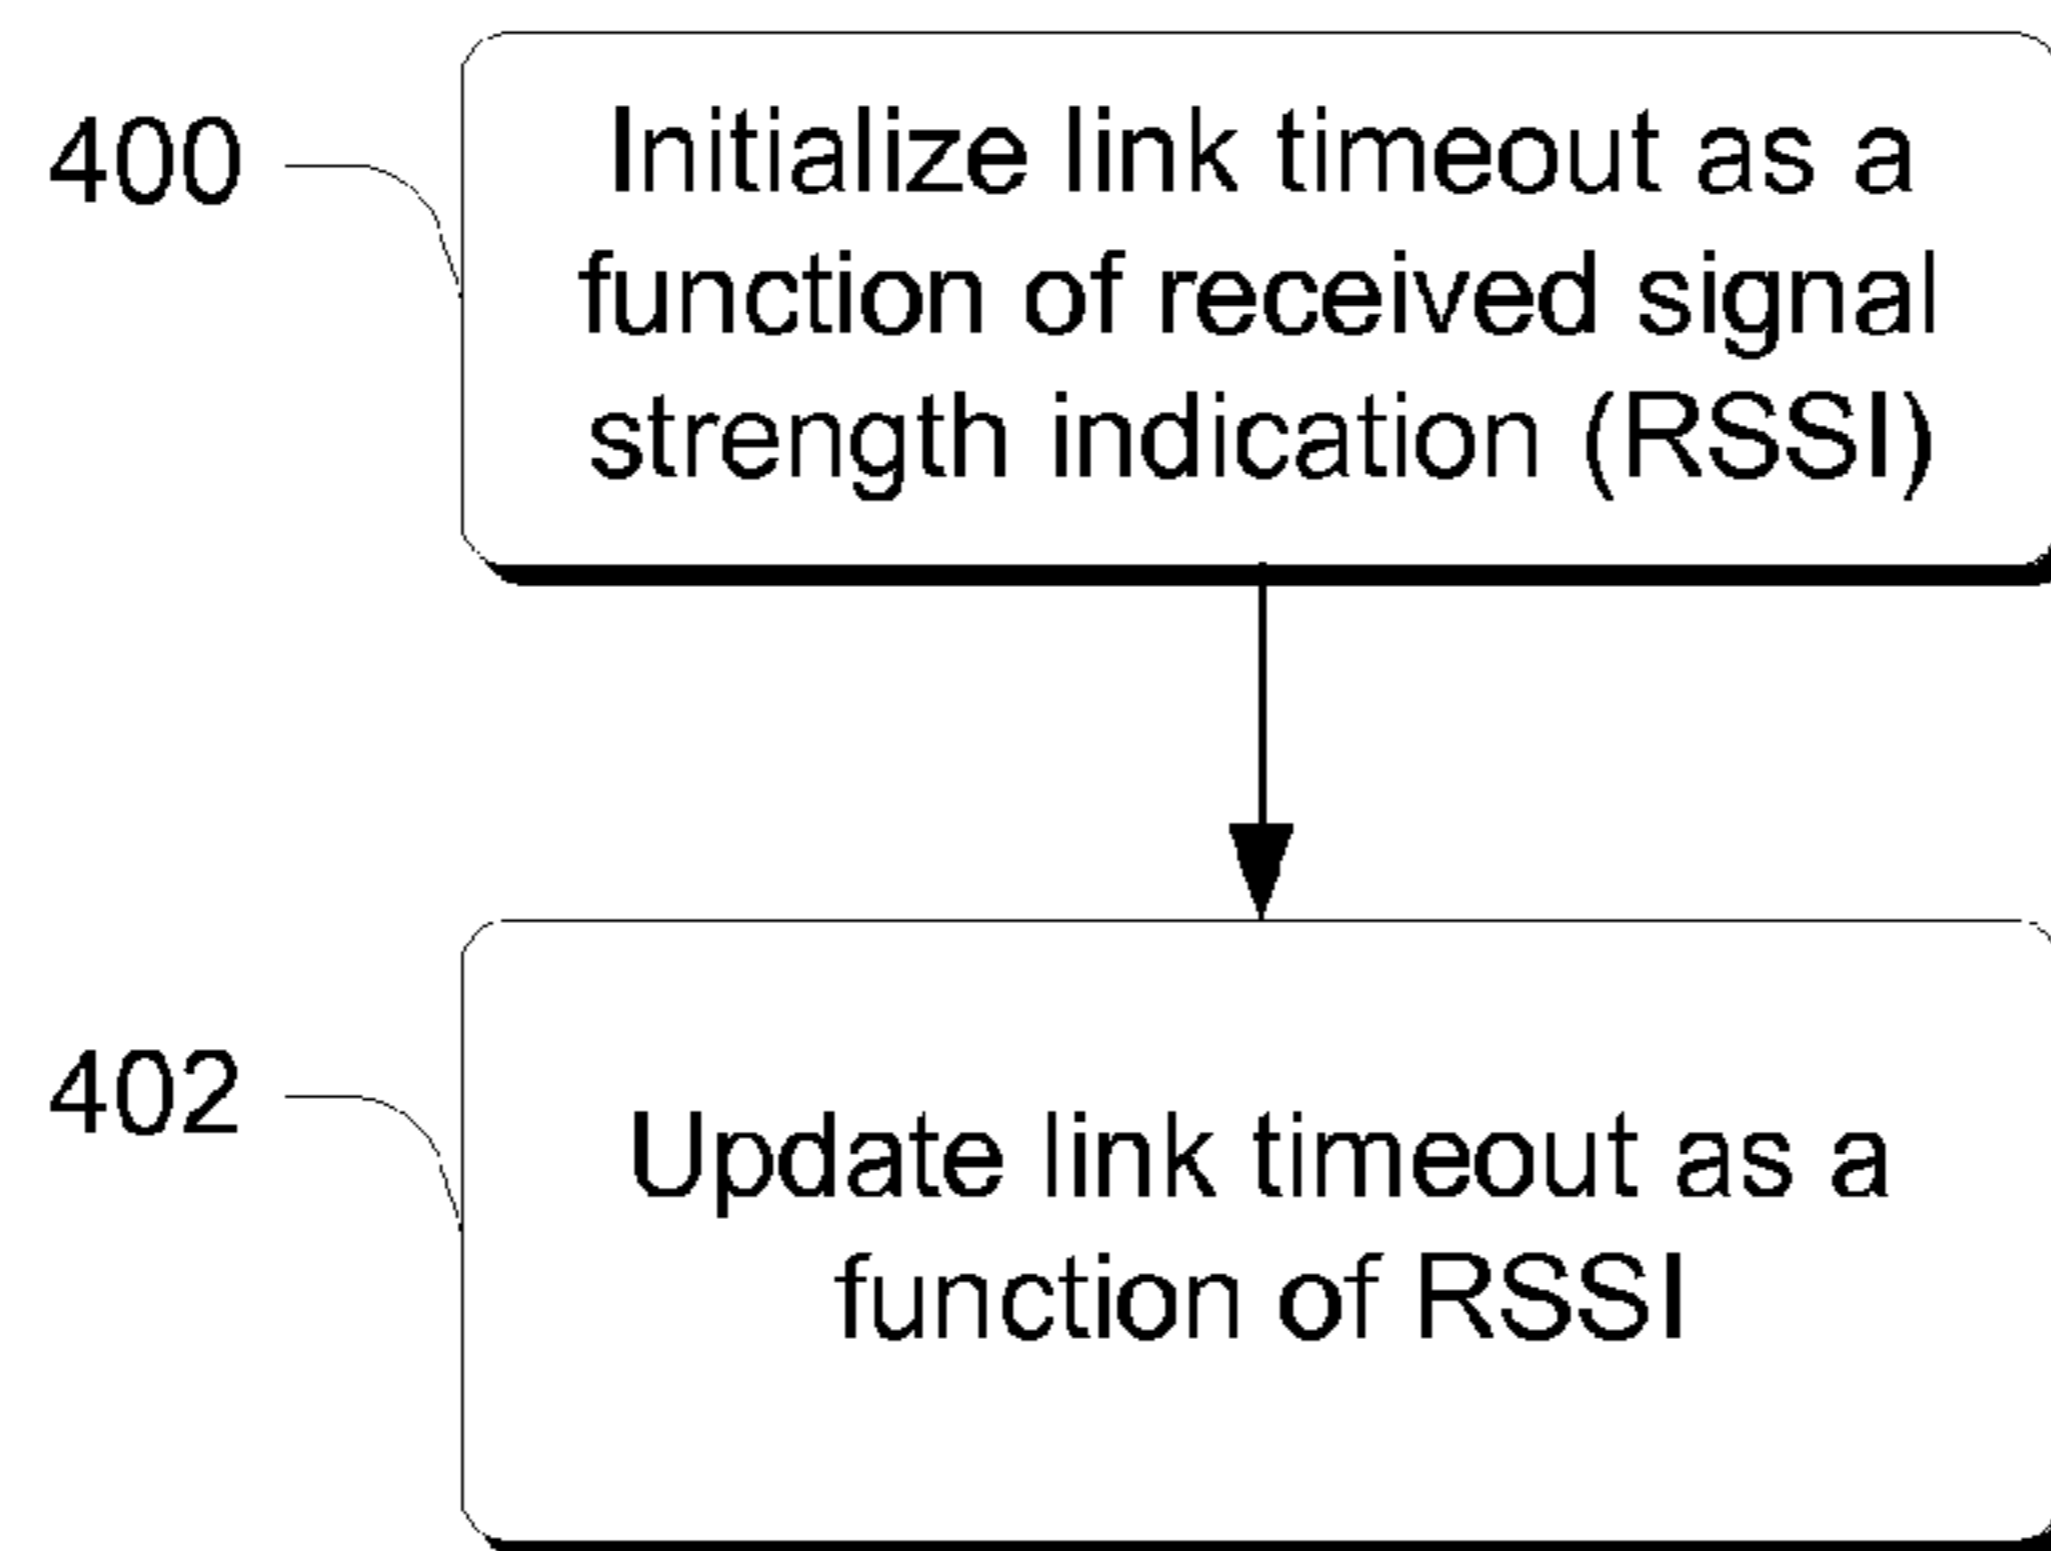 400
Initialize link timeout as a
function of received signal
strength indication (RSSI)
402
Update link timeout as a
function of RSSI